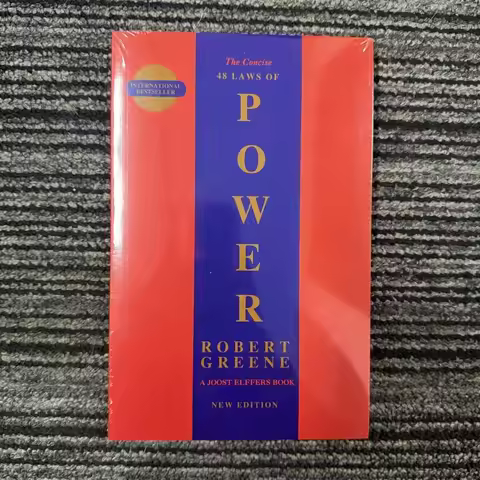 The Concise
48 LAWS OF
POWER
ROBERT
GREENE
A JOOST ELFFERS BOOK
NEW EDITION
INTERNATIONAL
BESTSELLER